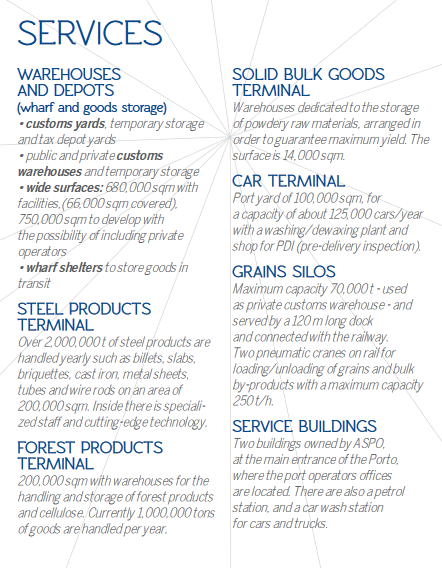 SERVICES
WAREHOUSES
AND DEPOTS
(wharf and goods storage)
• customs yards, temporary storage
and tax depot yards
• public and private customs
warehouses and temporary storage
• wide surfaces: 680,000 sqm with
facilities,(66,000 sqm covered).
750,000 sqm to develop with
the possibility of including private
operators
• wharf shelters to store goods in
transit
STEEL PRODUCTS
TERMINAL
Over 2,000,000 t of steel products are
handled yearly such as billets, slabs,
briquettes, cast iron, metal sheets,
tubes and wire rods on an area of
200,000 sqm. Inside there is speciali-
zed staff and cutting-edge technology.
FOREST PRODUCTS
TERMINAL
200,000 sqm with warehouses for the
handling and storage of forest products
and cellulose. Currently 1,000,000 tons
of goods are handled per year.
SOLID BULK GOODS
TERMINAL
Warehouses dedicated to the storage
of powdery raw materials, arranged in
order to guarantee maximum yield. The
surface is 14,000 sqm.
CAR TERMINAL
Port yard of 100,000 sqm, for
a capacity of about 125,000 cars/year
with a washing/dewaxing plant and
shop for PDI (pre-delivery inspection).
GRAINS SILOS
Maximum capacity 70,000 t - used
as private customs warehouse - and
served by a 120 m long dock
and connected with the railway.
Two pneumatic cranes on rail for
loading/unloading of grains and bulk
by-products with a maximum capacity
250 t/h.
SERVICE BUILDINGS
Two buildings owned by ASPO,
at the main entrance of the Porto,
where the port operators offices
are located. There are also a petrol
station, and a car wash station
for cars and trucks.